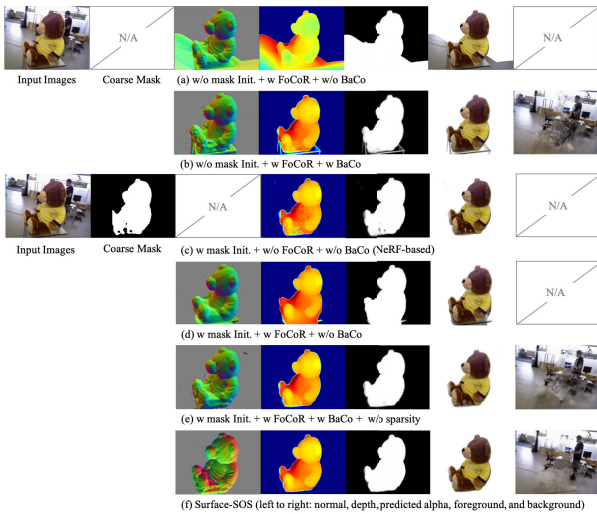 N/A
N/A
Input Images
Coarse Mask
(a) w/o mask Init. + w FoCoR + w/o BaCo
(b) w/o mask Init. + w FoCoR + w BaCo
N/A
N/A
Input Images
Coarse Mask
(c) w mask Init. + w/o FoCoR + w/o BaCo (NeRF-based)
N/A
(d) w mask Init. + w FoCoR + w/o BaCo
(e) w mask Init. + w FoCoR + w BaCo + w/o sparsity
(f) Surface-SOS (left to right: normal, depth, predicted alpha, foreground, and background)